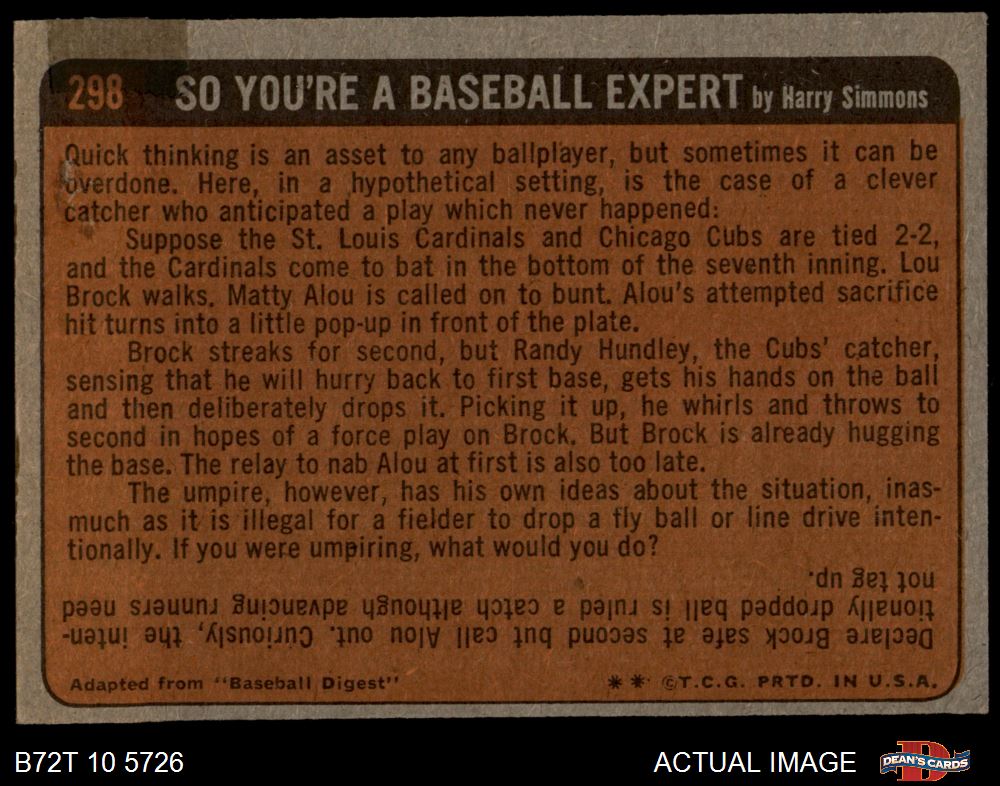 298 SO YOU'RE A BASEBALL EXPERT by Harry Simmons
Quick thinking is an asset to any ballplayer, but sometimes it can be
overdone. Here, in a hypothetical setting, is the case of a clever
catcher who anticipated a play which never happened:
Suppose the St. Louis Cardinals and Chicago Cubs are tied 2-2,
and the Cardinals come to bat in the bottom of the seventh inning. Lou
Brock walks. Matty Alou is called on to bunt. Alou's attempted sacrifice
hit turns into a little pop-up in front of the plate.
Brock streaks for second, but Randy Hundley, the Cubs' catcher,
sensing that he will hurry back to first base, gets his hands on the ball
and then deliberately drops it. Picking it up, he whirls and throws to
second in hopes of a force play on Brock. But Brock is already hugging
the base. The relay to nab Alou at first is also too late.
The umpire, however, has his own ideas about the situation, inas-
much as it is illegal for a fielder to drop a fly ball or line drive inten-
tionally. If you were umpiring, what would you do?
Declare Brock safe at second but call Alou out. Curiously, the inten-
tionally dropped ball is ruled a catch although advancing runners need
not tag up.
Adapted from "Baseball Digest" ** ©T.C.G. PRTD. IN U.S.A.
B72T 10 5726 ACTUAL IMAGE D DEAN'S CARDS